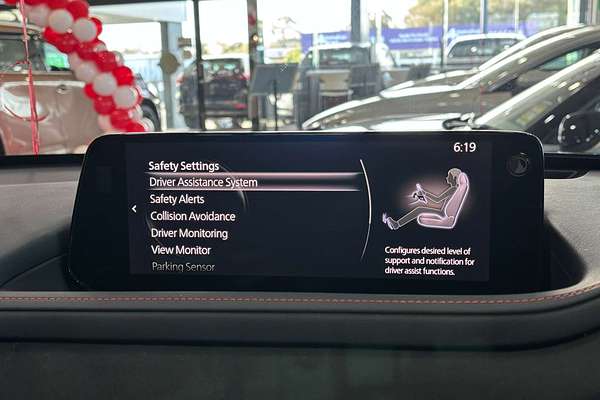 6:19
Safety Settings
Driver Assistance System
Safety Alerts
Collision Avoidance
Driver Monitoring
View Monitor
Parking Sensor
Configures desired level of
support and notification for
driver assist functions.